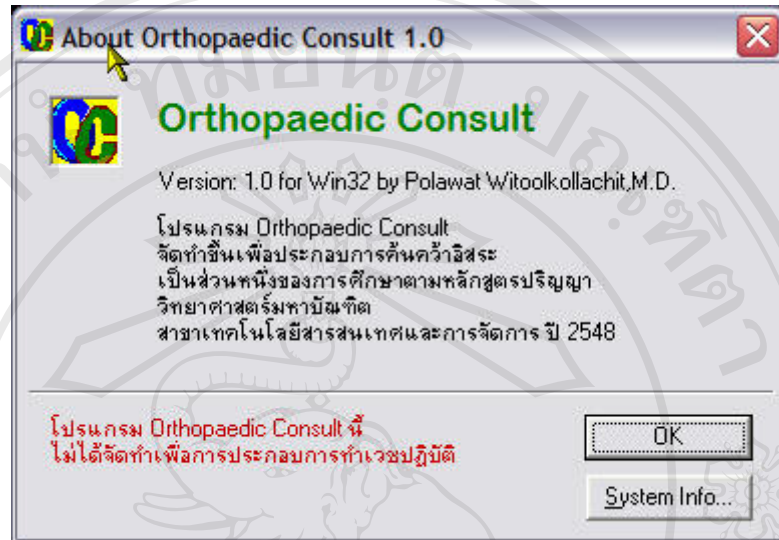 About Orthopaedic Consult 1.0
Orthopaedic Consult
Version: 1.0 for Win32 by Polawat Witoolkollachit,M.D.
โปรแกรม Orthopaedic Consult
จัดทำขึ้นเพื่อประกอบการค้นคว้าอิสระ
เป็นส่วนหนึ่งของการศึกษาตามหลักสูตรปริญญา
วิทยาศาสตร์มหาบัณฑิต
สาขาเทคโนโลยีสารสนเทศและการจัดการ ปี 2548
โปรแกรม Orthopaedic Consult นี้
ไม่ได้จัดทำเพื่อการประกอบการทำเวชปฏิบัติ
OK
System Info...